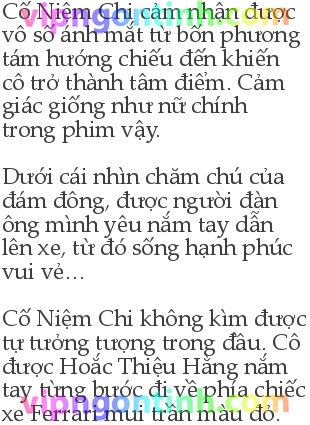 Cố Niệm Chi cảm nhận được
vô số ánh mắt từ bốn phương
tám hướng chiếu đến khiến
cô trở thành tâm điểm. Cảm
giác giống như nữ chính
trong phim vậy.
Dưới cái nhìn chăm chú của
đám đông, được người đàn
ông mình yêu nắm tay dẫn
lên xe, từ đó sống hạnh phúc
vui vẻ...
Cố Niệm Chi không kìm được
tự tưởng tượng trong đầu. Cô
được Hoắc Thiệu Hằng nắm
tay từng bước đi về phía chiếc
xe Ferrari mui trần màu đỏ.
vipngontinh.com
vipngontinh.com